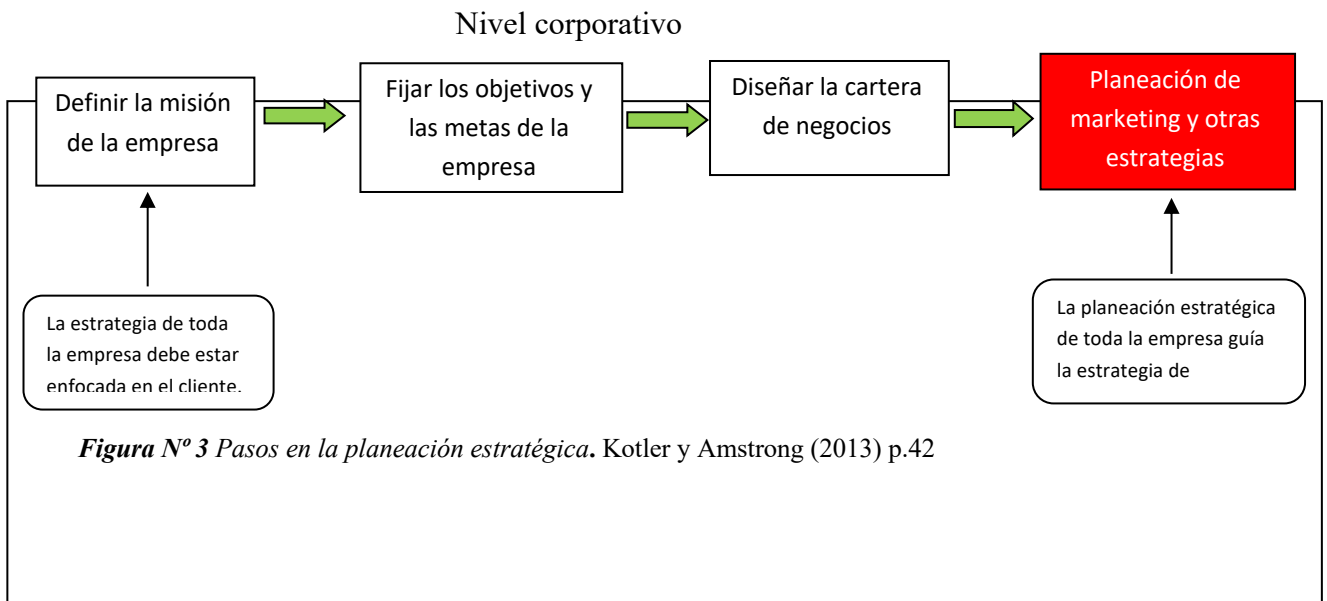 Nivel corporativo
Definir la misión
de la empresa
Fijar los objetivos y
las metas de la
empresa
Diseñar la cartera
de negocios
Planeación de
marketing y otras
estrategias
La estrategia de toda
la empresa debe estar
enfocada en el cliente.
La planeación estratégica
de toda la empresa guía
la estrategia de
Figura Nº 3 Pasos en la planeación estratégica. Kotler y Amstrong (2013) p.42